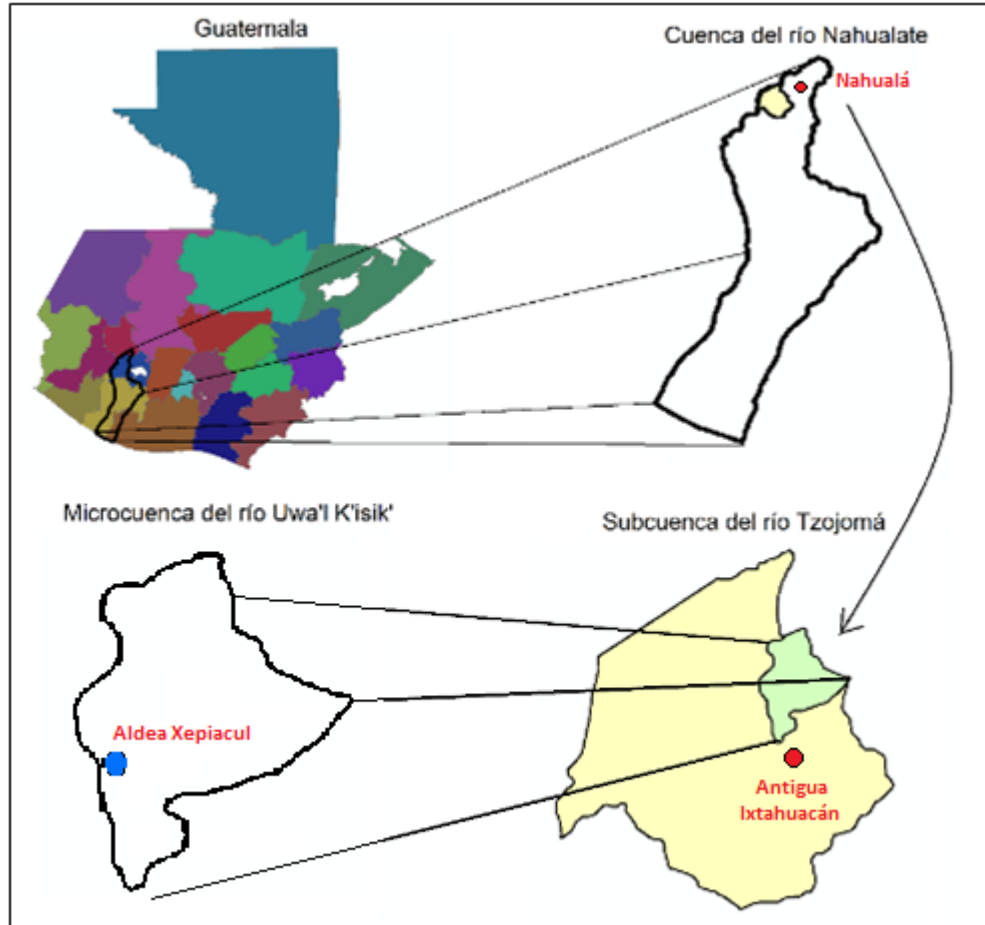 Guatemala
Cuenca del río Nahualate
Nahualá
Microcuenca del río Uwa'l K'isik'
Subcuenca del río Tzojomá
Aldea Xepiacul
Antigua
Ixtahuacán